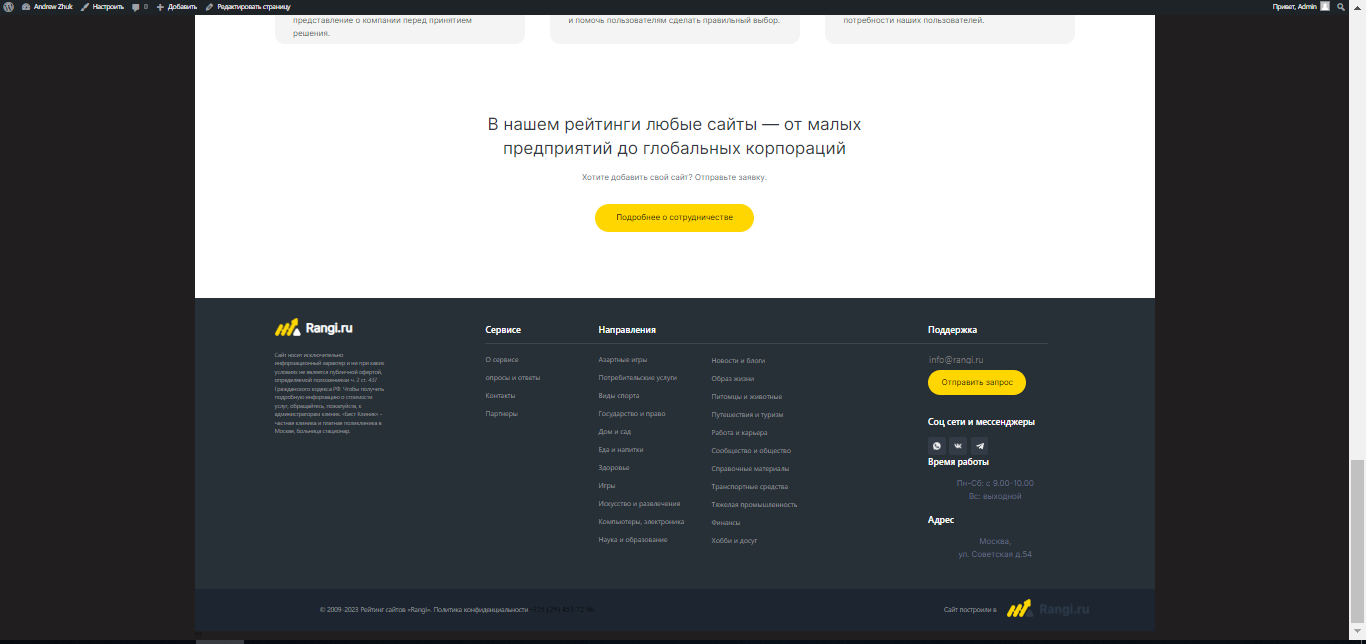 Andrew Zhuk
Настроить
0
Добавить
Редактировать страницу
Привет, Admin
представление о компании перед принятием
решения.
и помочь пользователям сделать правильный выбор.
потребности наших пользователей.
В нашем рейтинги любые сайты — от малых
предприятий до глобальных корпораций
Хотите добавить свой сайт? Отправьте заявку.
Подробнее о сотрудничестве
Rangi.ru
Сайт носит исключительно
информационный характер и ни при каких
условиях не является публичной офертой,
определяемой положениями ч. 2 ст. 437
Гражданского кодекса РФ. Чтобы получить
подробную информацию о стоимости
услуг, обращайтесь, пожалуйста, к
администраторам клиник. «Бест Клиник» -
частная клиника и платная поликлиника в
Москве, больница стационар.
Сервисе
О сервисе
опросы и ответы
Контакты
Партнеры
Направления
Азартные игры
Потребительские услуги
Виды спорта
Государство и право
Дом и сад
Еда и напитки
Здоровье
Игры
Искусство и развлечения
Компьютеры, электроника
Наука и образование
Новости и блоги
Образ жизни
Питомцы и животные
Путешествия и туризм
Работа и карьера
Сообщество и общество
Справочные материалы
Транспортные средства
Тяжелая промышленность
Финансы
Хобби и досуг
Поддержка
info@rangi.ru
Отправить запрос
Соц сети и мессенджеры
Время работы
Пн-Сб: с 9.00-10.00
Вс: выходной
Адрес
Москва,
ул. Советская д.54
© 2009-2023 Рейтинг сайтов «Rangi». Политика конфиденциальности
Сайт построили в
Rangi.ru